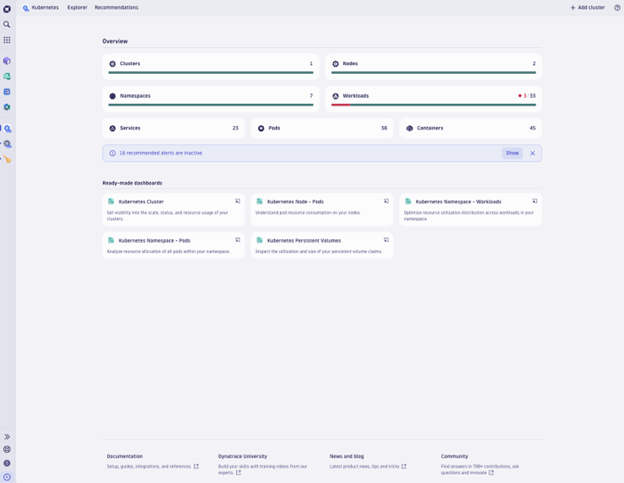 Kubernetes Explorer Recommendations
Add cluster
Overview
Clusters 1
Nodes 2
Namespaces 7
Workloads 3 / 33
Services 23
Pods 38
Containers 45
16 recommended alerts are inactive.
Show
Ready-made dashboards
Kubernetes Cluster
Get visibility into the scale, status, and resource usage of your
clusters.
Kubernetes Node - Pods
Understand pod resource consumption on your nodes.
Kubernetes Namespace - Workloads
Optimize resource utilization distribution across workloads in your
namespace.
Kubernetes Namespace - Pods
Analyze resource allocation of all pods within your namespace.
Kubernetes Persistent Volumes
Inspect the utilization and size of your persistent volume claims.
Documentation
Setup, guides, integrations, and references.
Dynatrace University
Build your skills with training videos from our
experts.
News and blog
Latest product news, tips and tricks.
Community
Find answers in 700+ contributions, ask
questions and innovate